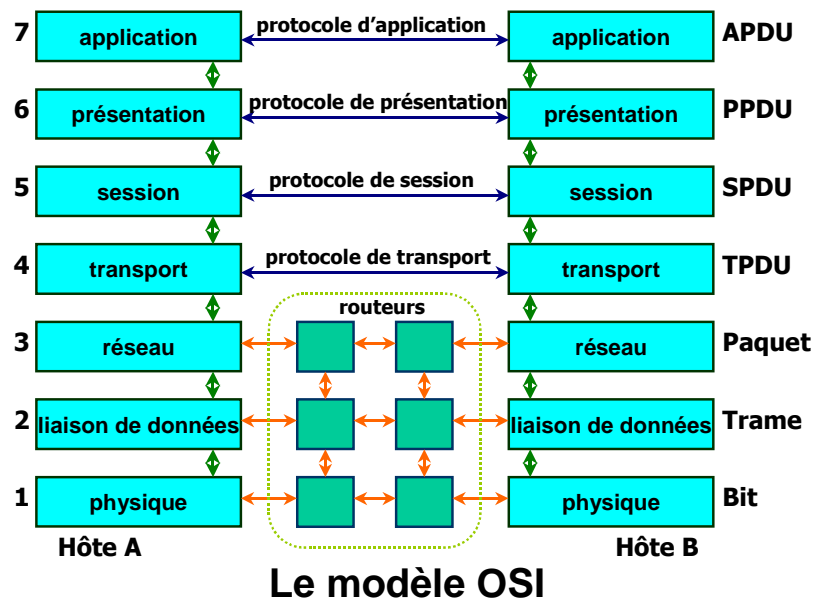 7 application protocole d'application application APDU
6 présentation protocole de présentation présentation PPDU
5 session protocole de session session SPDU
4 transport protocole de transport transport TPDU
routeurs
3 réseau réseau Paquet
2 liaison de données liaison de données Trame
1 physique physique Bit
Hôte A Hôte B
Le modèle OSI